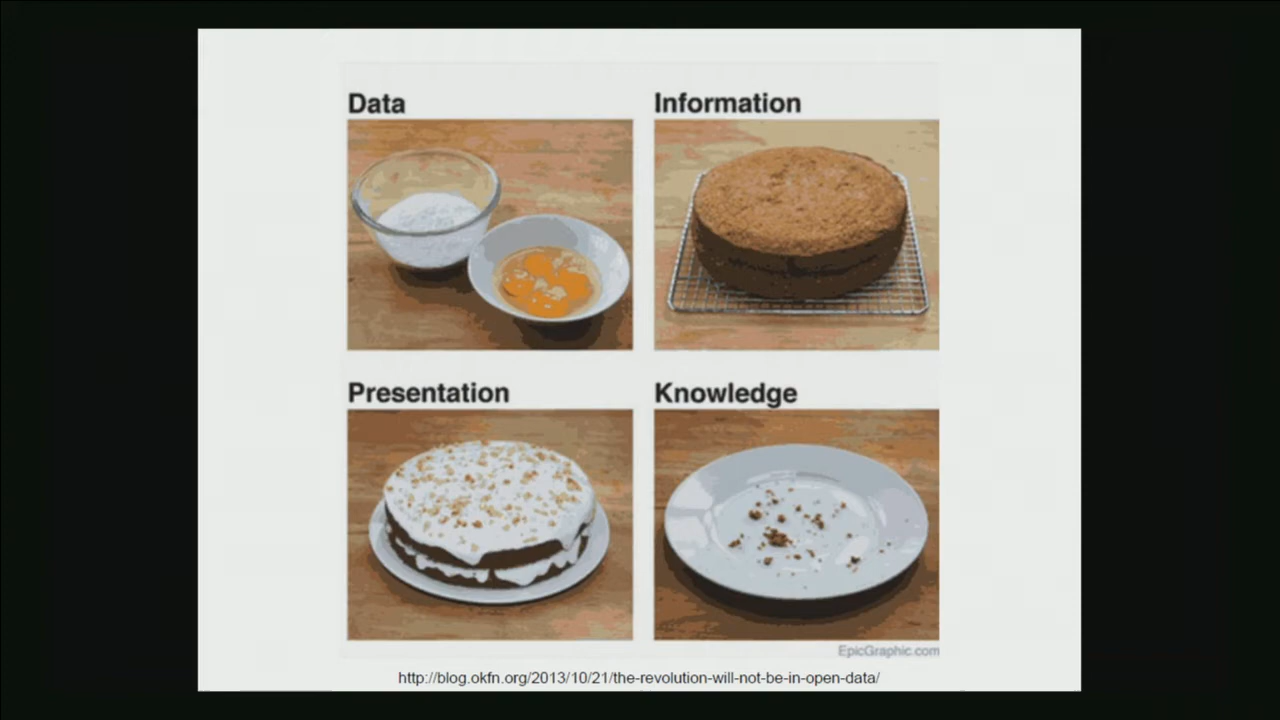 Data
Information
Presentation
Knowledge
EpicGraphic.com
http://blog.okfn.org/2013/10/21/the-revolution-will-not-be-in-open-data/